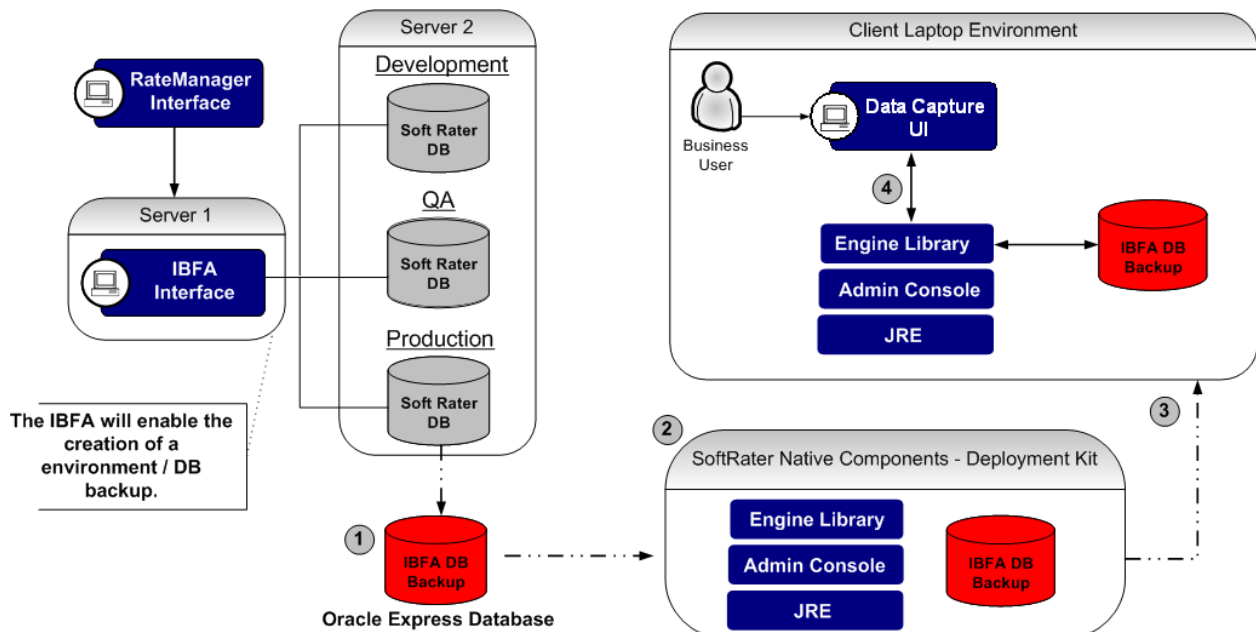 RateManager
Interface
Server 1
IBFA
Interface
The IBFA will enable the
creation of a
environment / DB
backup.
Server 2
Development
Soft Rater
DB
QA
Soft Rater
DB
Production
Soft Rater
DB
1
IBFA DB
Backup
Oracle Express Database
2
SoftRater Native Components - Deployment Kit
Engine Library
Admin Console
JRE
IBFA DB
Backup
3
Client Laptop Environment
Business
User
Data Capture
UI
4
Engine Library
Admin Console
JRE
IBFA DB
Backup